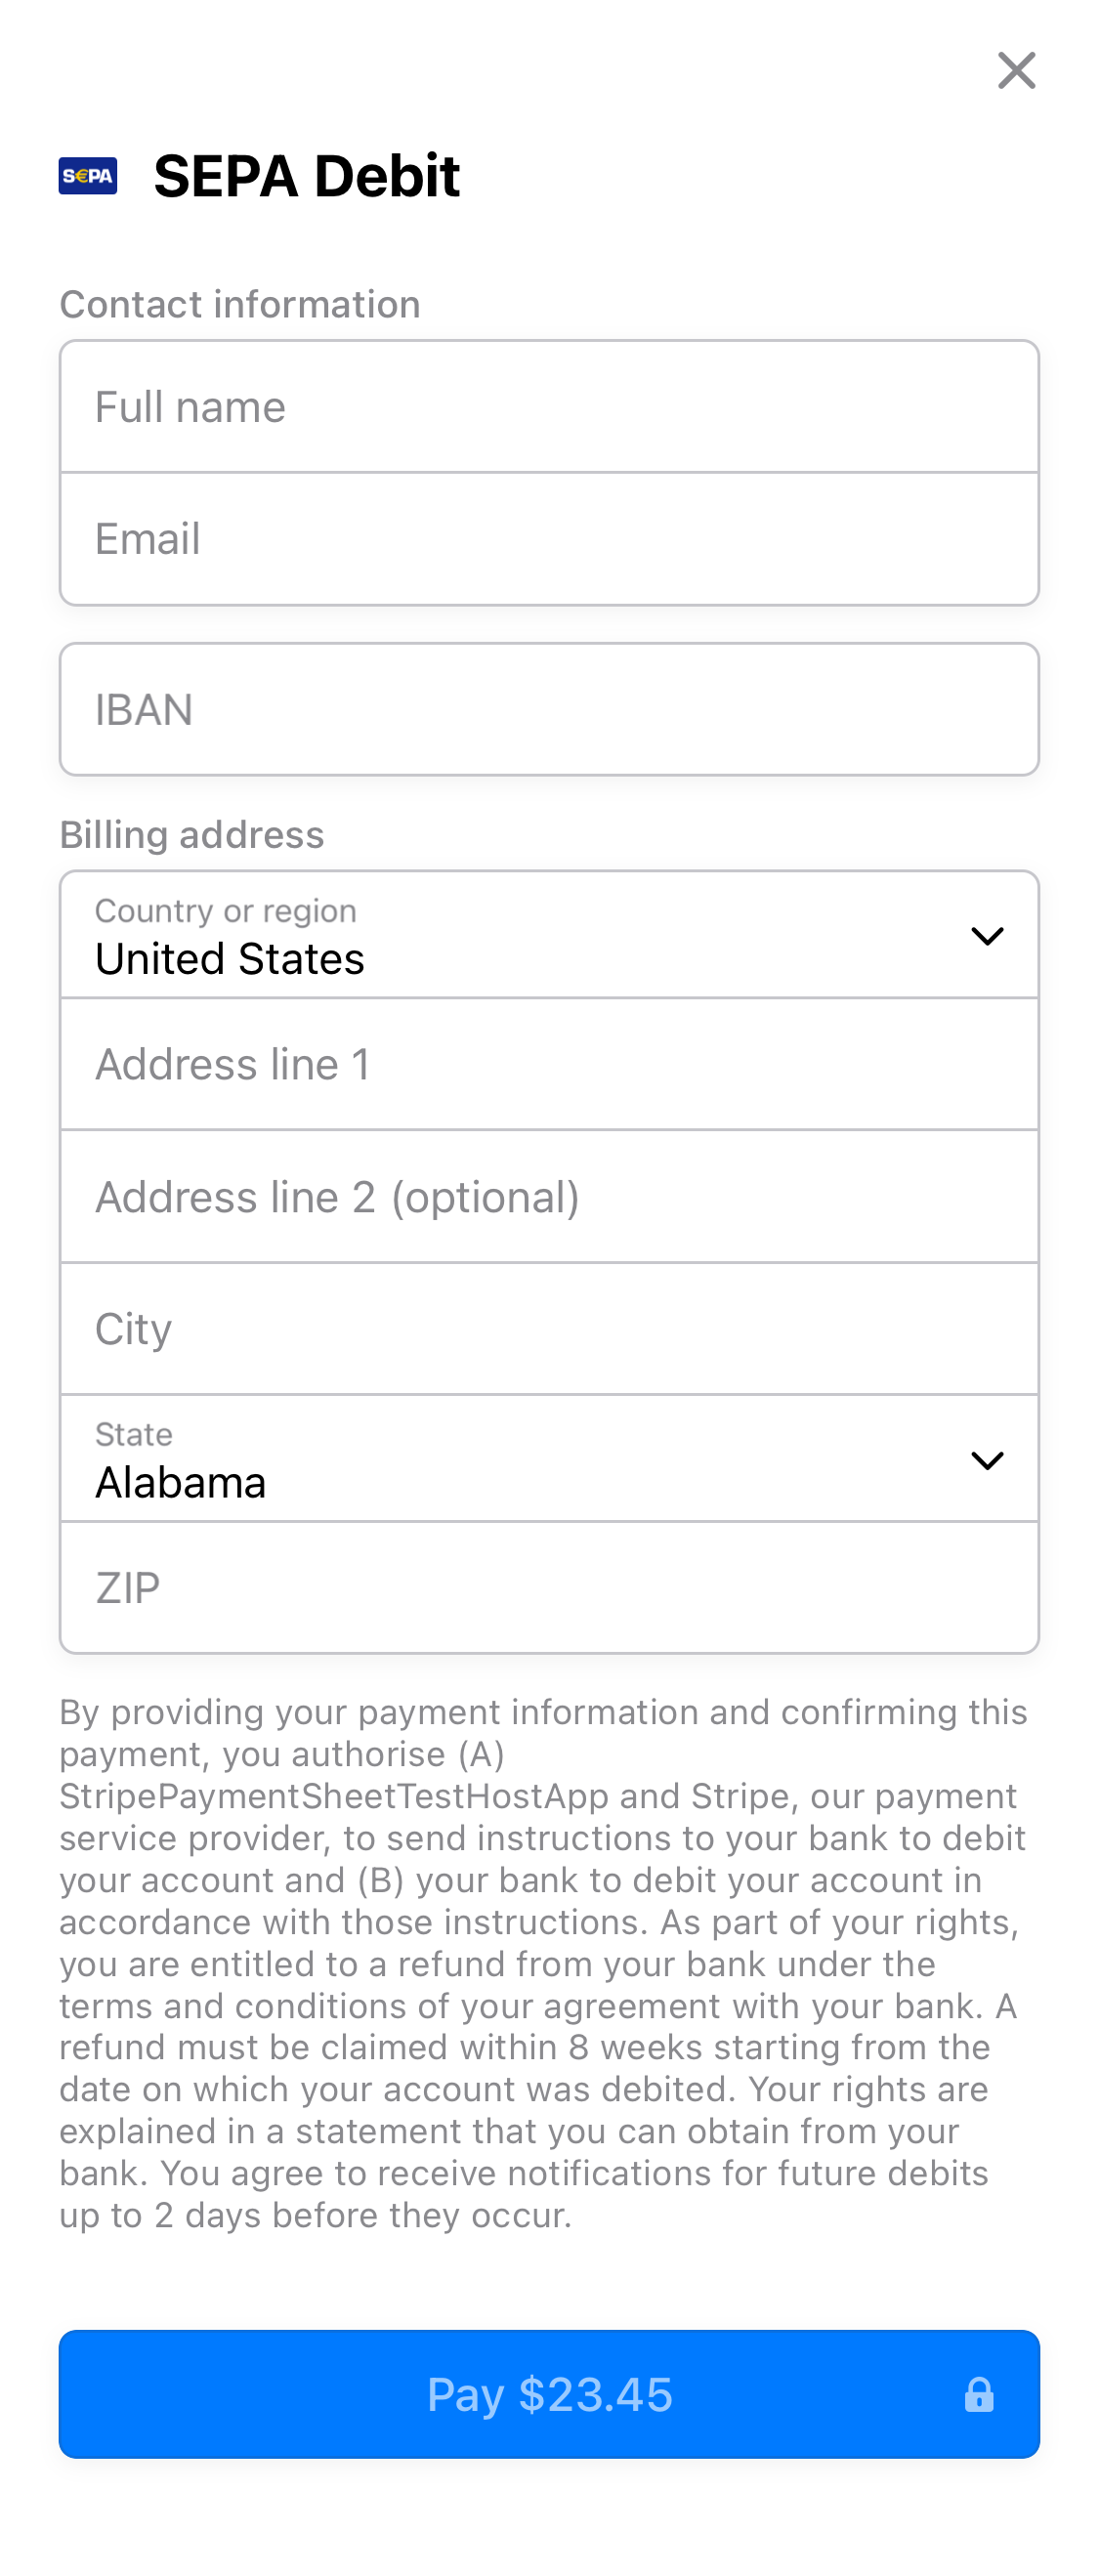 SEPA SEPA Debit
Contact information
Full name
Email
IBAN
Billing address
Country or region
United States
Address line 1
Address line 2 (optional)
City
State
Alabama
ZIP
By providing your payment information and confirming this
payment, you authorise (A)
StripePaymentSheetTestHostApp and Stripe, our payment
service provider, to send instructions to your bank to debit
your account and (B) your bank to debit your account in
accordance with those instructions. As part of your rights,
you are entitled to a refund from your bank under the
terms and conditions of your agreement with your bank. A
refund must be claimed within 8 weeks starting from the
date on which your account was debited. Your rights are
explained in a statement that you can obtain from your
bank. You agree to receive notifications for future debits
up to 2 days before they occur.
Pay $23.45